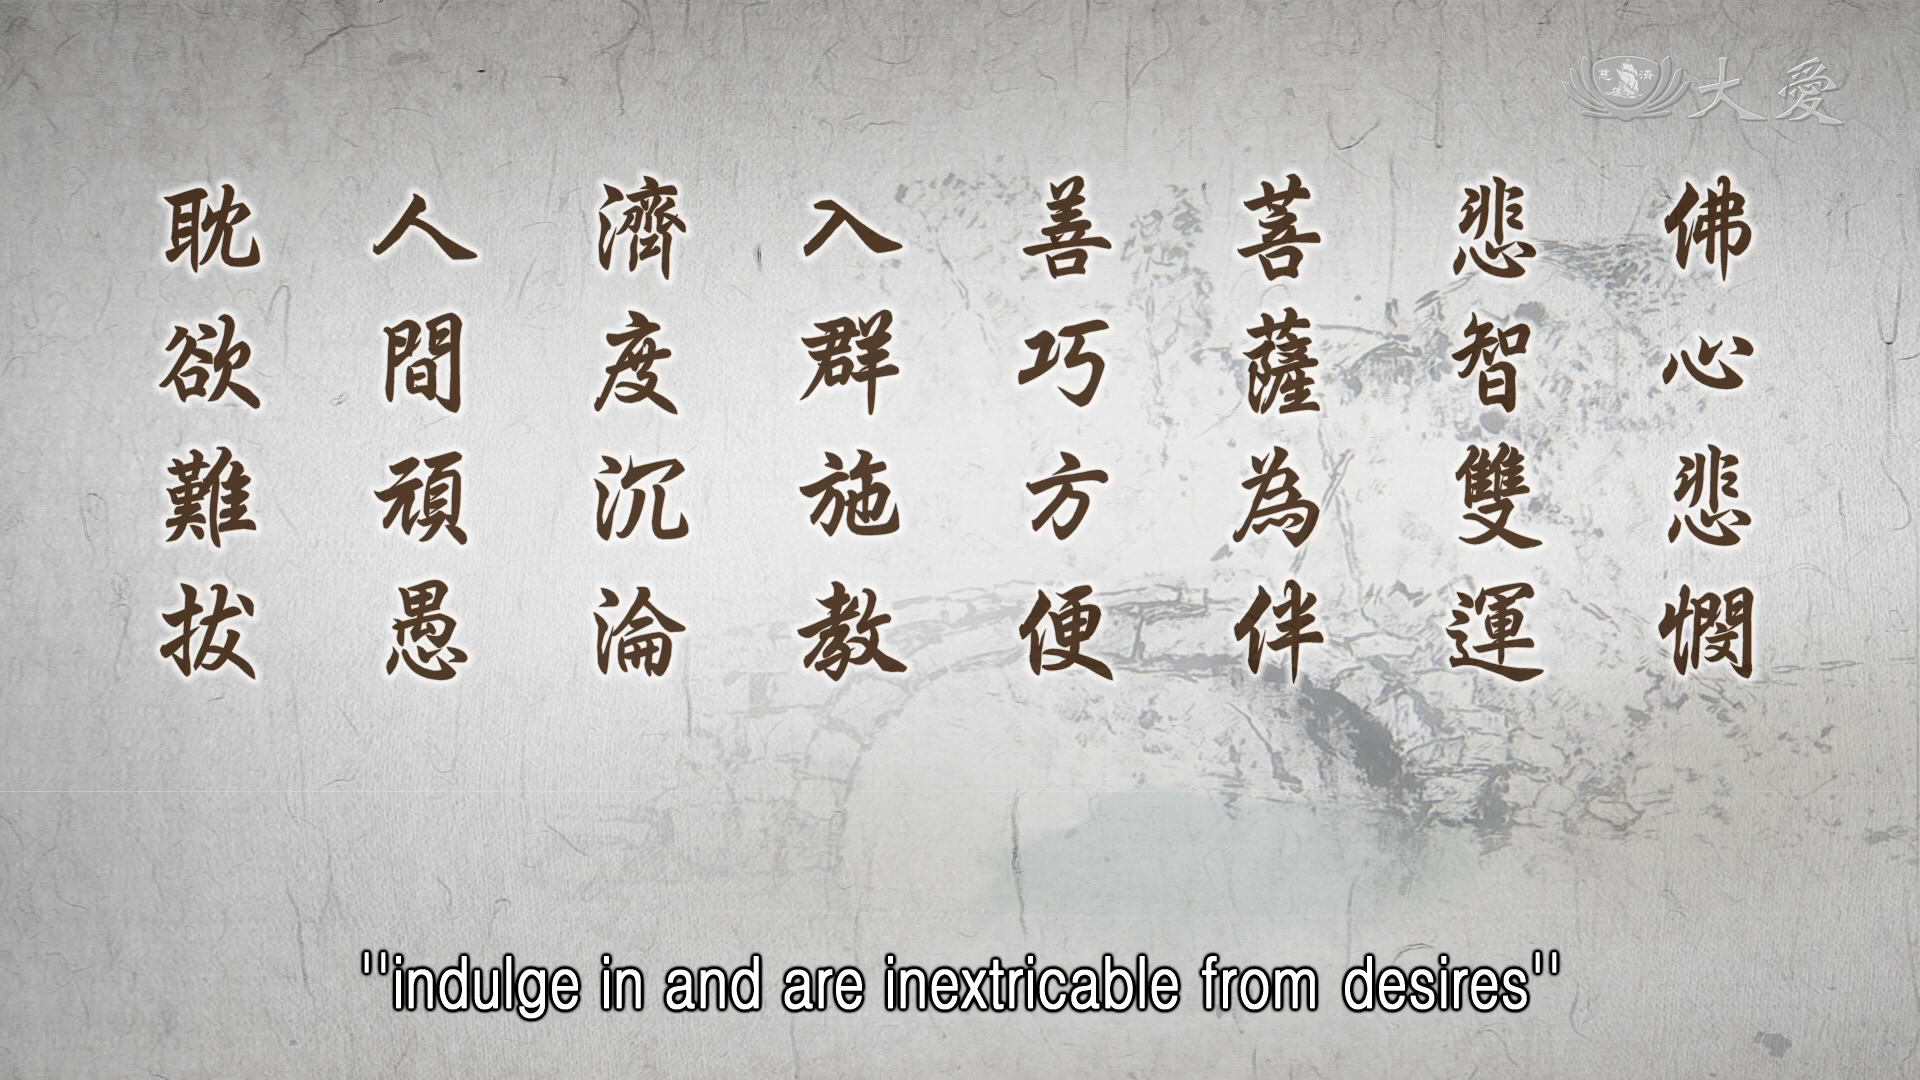 佛心悲憫
悲智雙運
菩薩為伴
善巧方便
入群施教
濟度沉淪
人間頑愚
耽欲難拔
慈濟
大愛
"indulge in and are inextricable from desires"